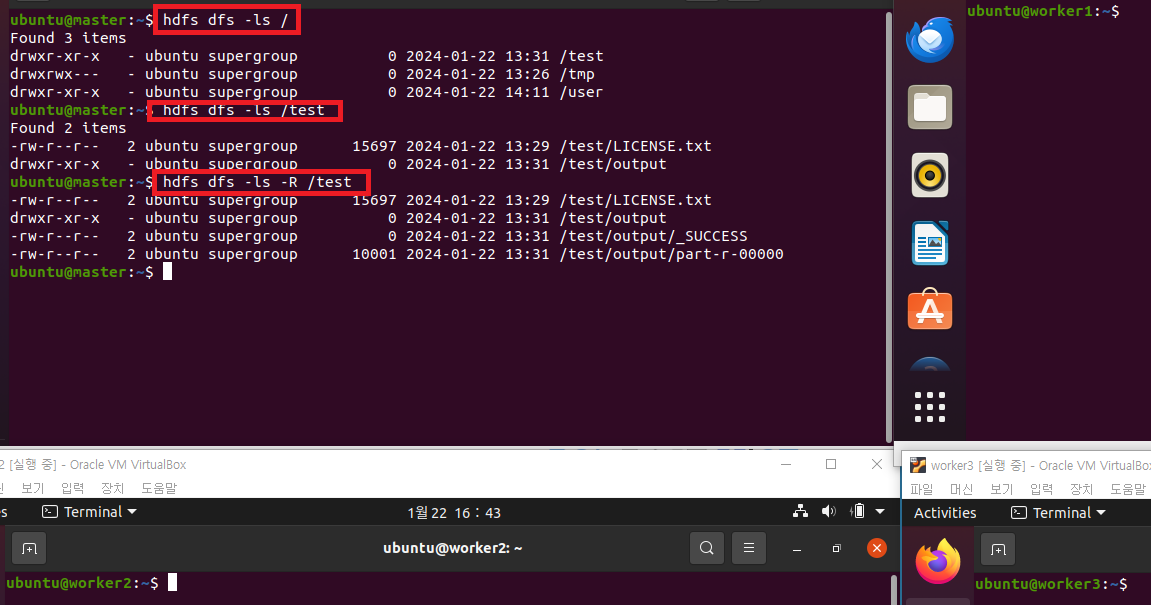 ubuntu@master:~$ hdfs dfs -ls /
Found 3 items
drwxr-xr-x   - ubuntu supergroup          0 2024-01-22 13:31 /test
drwxrwx---   - ubuntu supergroup          0 2024-01-22 13:26 /tmp
drwxr-xr-x   - ubuntu supergroup          0 2024-01-22 14:11 /user
ubuntu@master:~$ hdfs dfs -ls /test
Found 2 items
-rw-r--r--   2 ubuntu supergroup      15697 2024-01-22 13:29 /test/LICENSE.txt
drwxr-xr-x   - ubuntu supergroup          0 2024-01-22 13:31 /test/output
ubuntu@master:~$ hdfs dfs -ls -R /test
-rw-r--r--   2 ubuntu supergroup      15697 2024-01-22 13:29 /test/LICENSE.txt
drwxr-xr-x   - ubuntu supergroup          0 2024-01-22 13:31 /test/output
-rw-r--r--   2 ubuntu supergroup          0 2024-01-22 13:31 /test/output/_SUCCESS
-rw-r--r--   2 ubuntu supergroup      10001 2024-01-22 13:31 /test/output/part-r-00000
ubuntu@master:~$
ubuntu@worker1:~$
2 [실행 중] - Oracle VM VirtualBox
보기 입력 장치 도움말
Terminal
1월 22 16 : 43
ubuntu@worker2: ~
ubuntu@worker2:~$
worker3 [실행 중] - Oracle VM VirtualBox
파일 머신 보기 입력 장치 도움말
Activities Terminal
ubuntu@worker3:~$